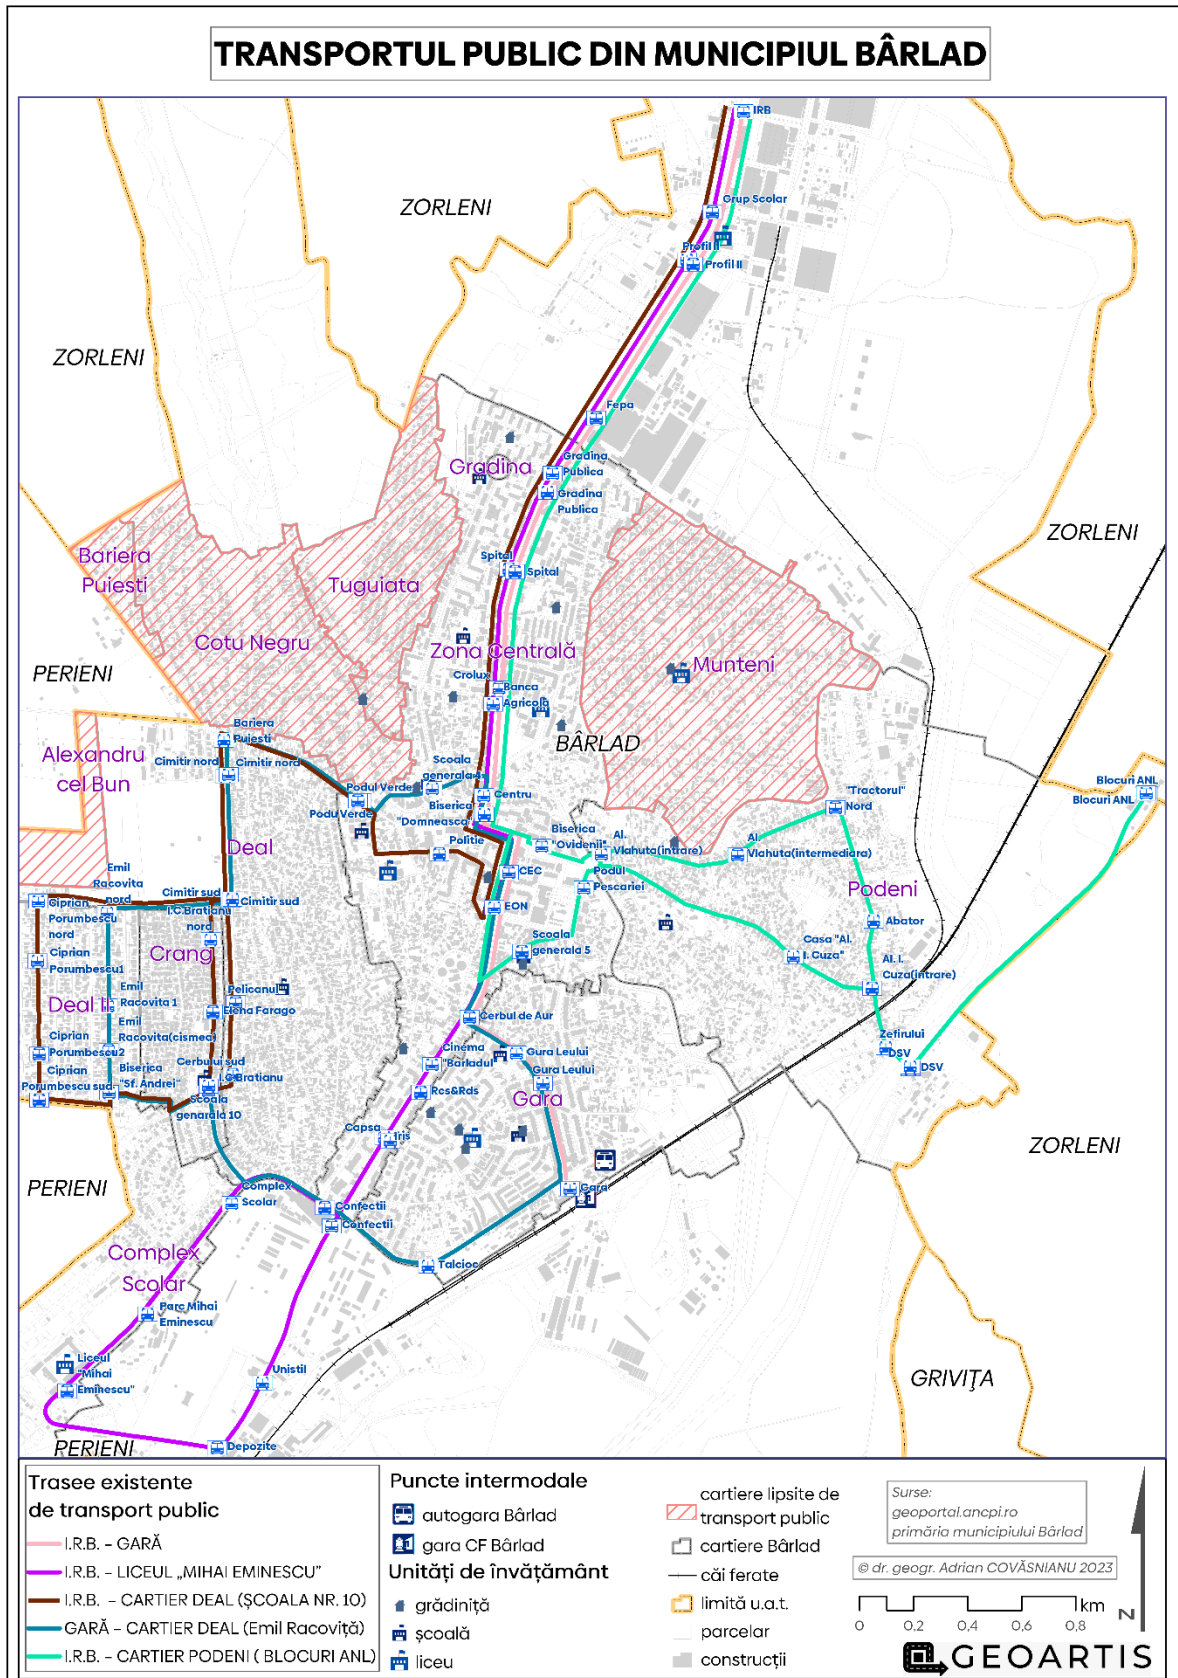 TRANSPORTUL PUBLIC DIN MUNICIPIUL BÂRLAD
IRB
ZORLENI
Grup Scolar
Profil II
Profil II
ZORLENI
Fepa
Gradina
Gradina
Publica
Gradina
Publica
ZORLENI
Bariera
Puiesti
Spital
Spital
Tuguiata
Cotu Negru
Zona Centrală
Munteni
PERIENI
Crolux
Banca
Agricola
Bariera
Puiesti
BÂRLAD
Alexandru
cel Bun
Cimitir nord
Cimitir nord
Scoala
generala 4
Podul Verde
Podu Verde
Centru
Biserica
"Domneasca"
"Tractorul"
Nord
Blocuri ANL
Blocuri ANL
Politie
Biserica
"Ovidenii"
Al.
Vlahuta(intrare)
Al.
Vlahuta(intermediara)
Deal
CEC
Podul
Pescariei
Podeni
Emil
Racovita
nord
Cimitir sud
Cimitir sud
Ciprian
Porumbescu
nord
I.C.Bratianu
nord
EON
Abator
Crang
Scoala
generala 5
Casa "Al.
I. Cuza"
Al. I.
Cuza(intrare)
Ciprian
Porumbescu1
Deal II
Emil
Racovita 1
Pelicanul
Elena Farago
Cerbul de Aur
Emil
Racovita(cismea)
Zefirului
DSV
DSV
Ciprian
Porumbescu2
Cinema
"Barladul"
Gura Leului
Gura Leului
Ciprian
Porumbescu sud
Biserica
"Sf. Andrei"
Cerbului sud
I.C.Bratianu
Scoala
genarala 10
Rcs&Rds
Gara
Capsa
Iris
ZORLENI
PERIENI
Complex
Scolar
Gara
Confectii
Confectii
Complex
Scolar
Talcioc
Parc Mihai
Eminescu
Liceul
"Mihai
Eminescu"
Unistil
GRIVIŢA
PERIENI
Depozite
Trasee existente
de transport public
I.R.B. - GARĂ
I.R.B. - LICEUL „MIHAI EMINESCU”
I.R.B. - CARTIER DEAL (ŞCOALA NR. 10)
GARĂ - CARTIER DEAL (Emil Racoviță)
I.R.B. - CARTIER PODENI ( BLOCURI ANL)
Puncte intermodale
autogara Bârlad
gara CF Bârlad
Unități de învățământ
grădiniță
școală
liceu
cartiere lipsite de
transport public
cartiere Bârlad
căi ferate
limită u.a.t.
parcelar
construcții
Surse:
geoportal.ancpi.ro
primăria municipiului Bârlad
© dr. geogr. Adrian COVĂSNIANU 2023
km
0 0,2 0,4 0,6 0,8
N
GEOARTIS